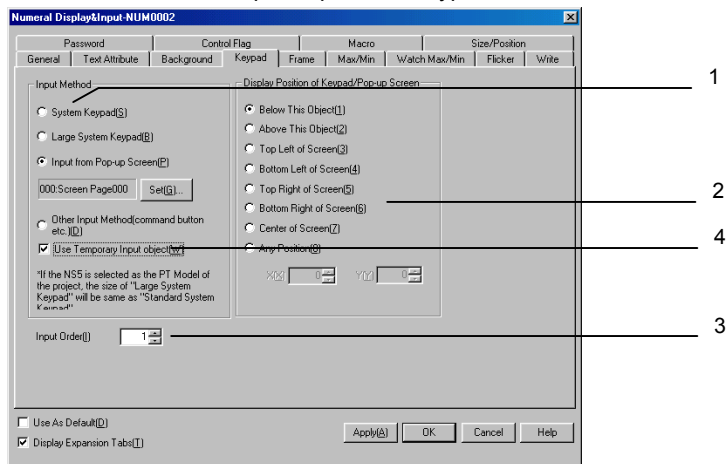 Numeral Display&Input-NUM0002
Password Control Flag Macro Size/Position
General Text Attribute Background Keypad Frame Max/Min Watch Max/Min Flicker Write
Input Method
System Keypad(S)
Large System Keypad(B)
Input from Pop-up Screen(P)
000:Screen Page000 Set(G)...
Other Input Method(command button
etc.)(D)
Use Temporary Input object(W)
*If the NS5 is selected as the
PT Model of
the project, the size of "Large
System
Keypad" will be same as "Standard System
Keypad"
Display Position of Keypad/Pop-up Screen
Below This Object(1)
Above This Object(2)
Top Left of Screen(3)
Bottom Left of Screen(4)
Top Right of Screen(5)
Bottom Right of Screen(6)
Center of Screen(7)
Any Position(8)
X(X) 0 Y(Y) 0
Input Order(I) 1
Use As Default(D)
Display Expansion Tabs(T)
Apply(A) OK Cancel Help
1
2
4
3